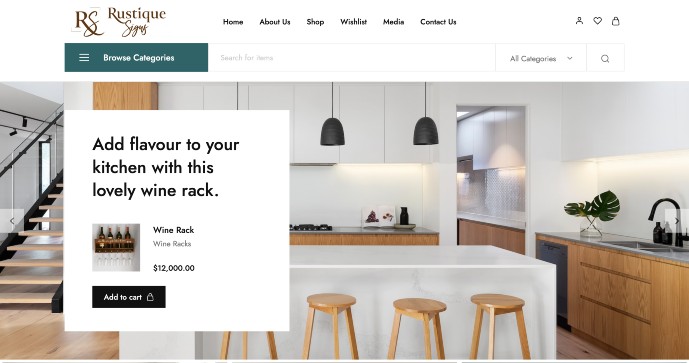 Rustique
RS
Signs
Home About Us Shop Wishlist Media Contact Us
Browse Categories Search for items All Categories
Add flavour to your
kitchen with this
lovely wine rack.
Wine Rack
Wine Racks
$12,000.00
Add to cart